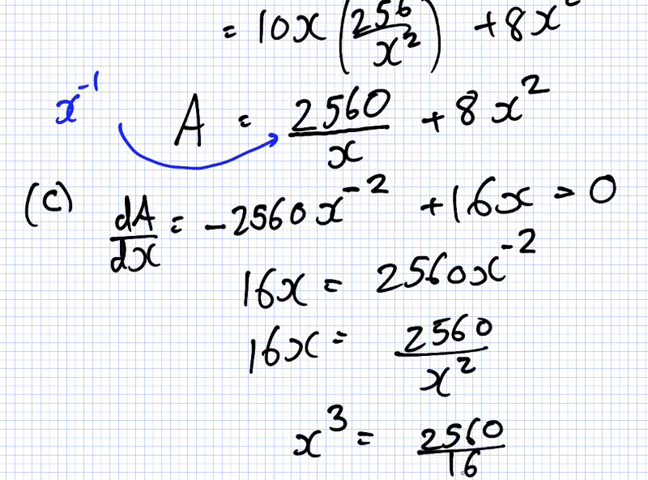 = 10x (256/x²) + 8x²
x⁻¹
A = 2560/x + 8x²
(c) dA/dx = -2560x⁻² + 16x = 0
16x = 2560x⁻²
16x = 2560/x²
x³ = 2560/16